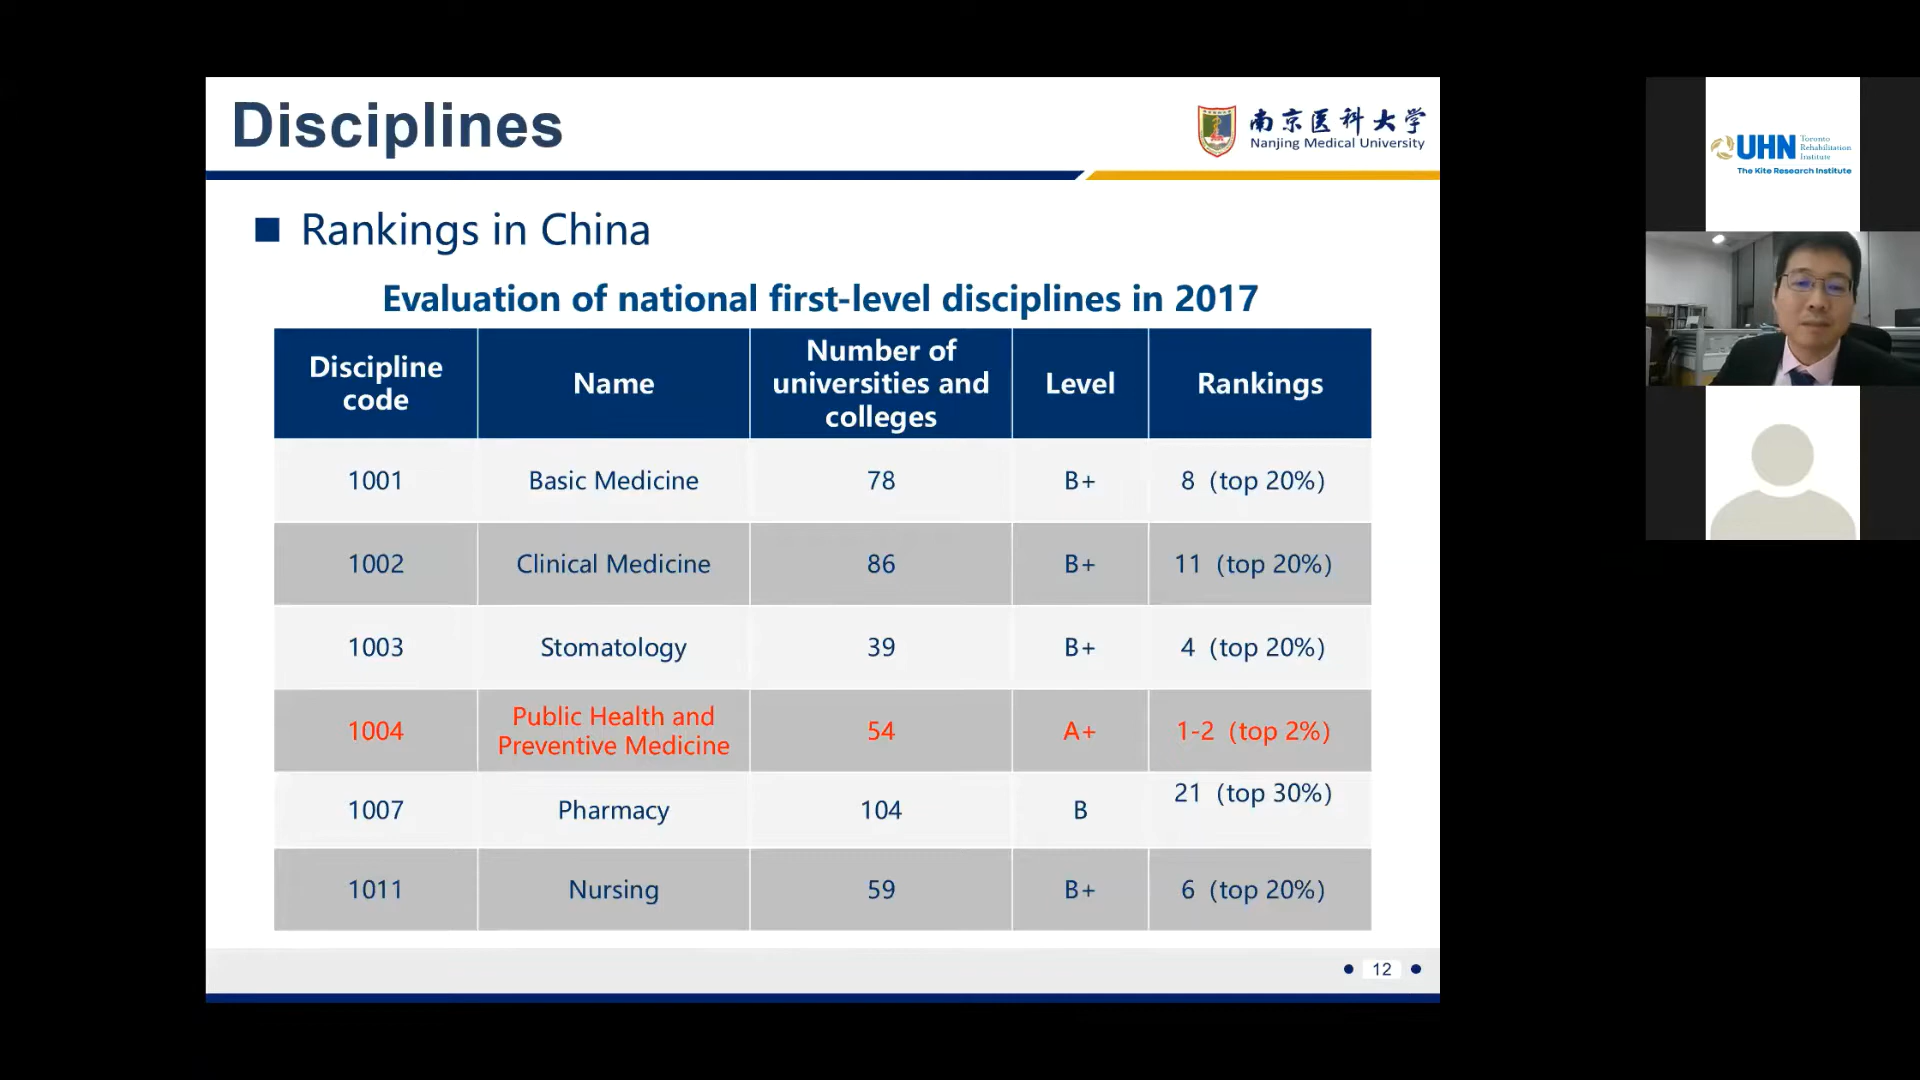 Disciplines
南京医科大学
Nanjing Medical University
Rankings in China
Evaluation of national first-level disciplines in 2017
Discipline code
Name
Number of universities and colleges
Level
Rankings
1001
Basic Medicine
78
B+
8 (top 20%)
1002
Clinical Medicine
86
B+
11 (top 20%)
1003
Stomatology
39
B+
4 (top 20%)
1004
Public Health and
Preventive Medicine
54
A+
1-2 (top 2%)
1007
Pharmacy
104
B
21 (top 30%)
1011
Nursing
59
B+
6 (top 20%)
12
UHN
Toronto
Rehabilitation
Institute
The Kite Research Institute